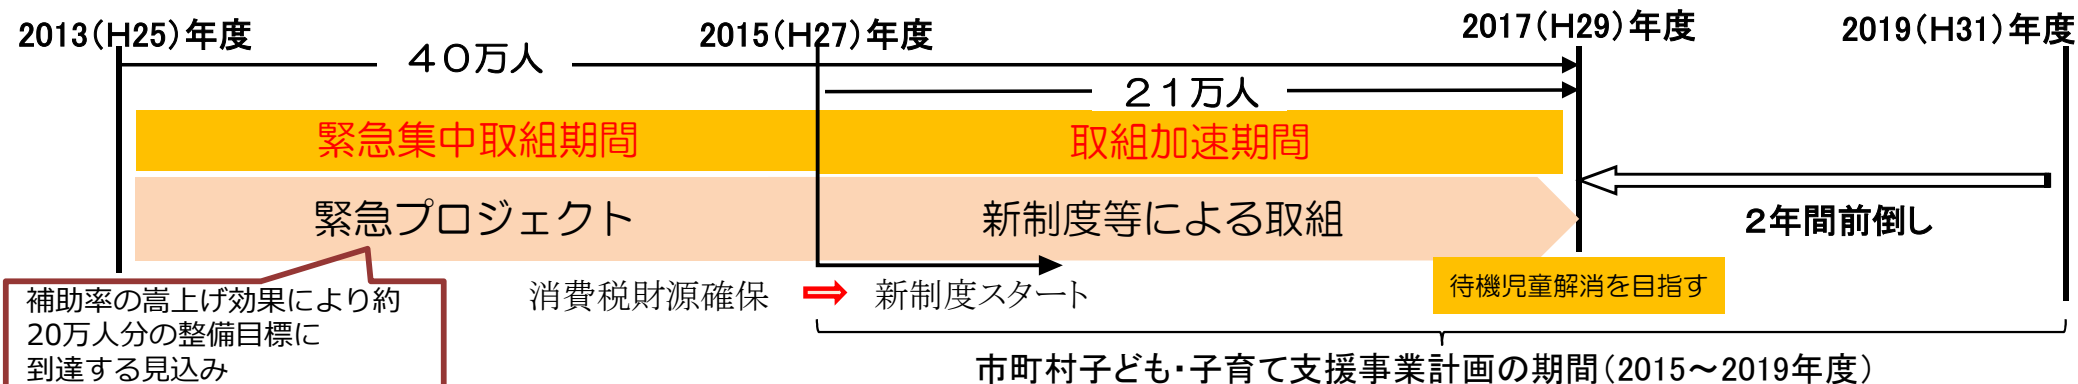 2013(H25)年度
2015(H27)年度
2017(H29)年度
2019(H31)年度
40万人
21万人
緊急集中取組期間
取組加速期間
緊急プロジェクト
新制度等による取組
2年間前倒し
補助率の嵩上げ効果により約
20万人分の整備目標に
到達する見込み
消費税財源確保
新制度スタート
待機児童解消を目指す
市町村子ども・子育て支援事業計画の期間(2015~2019年度)